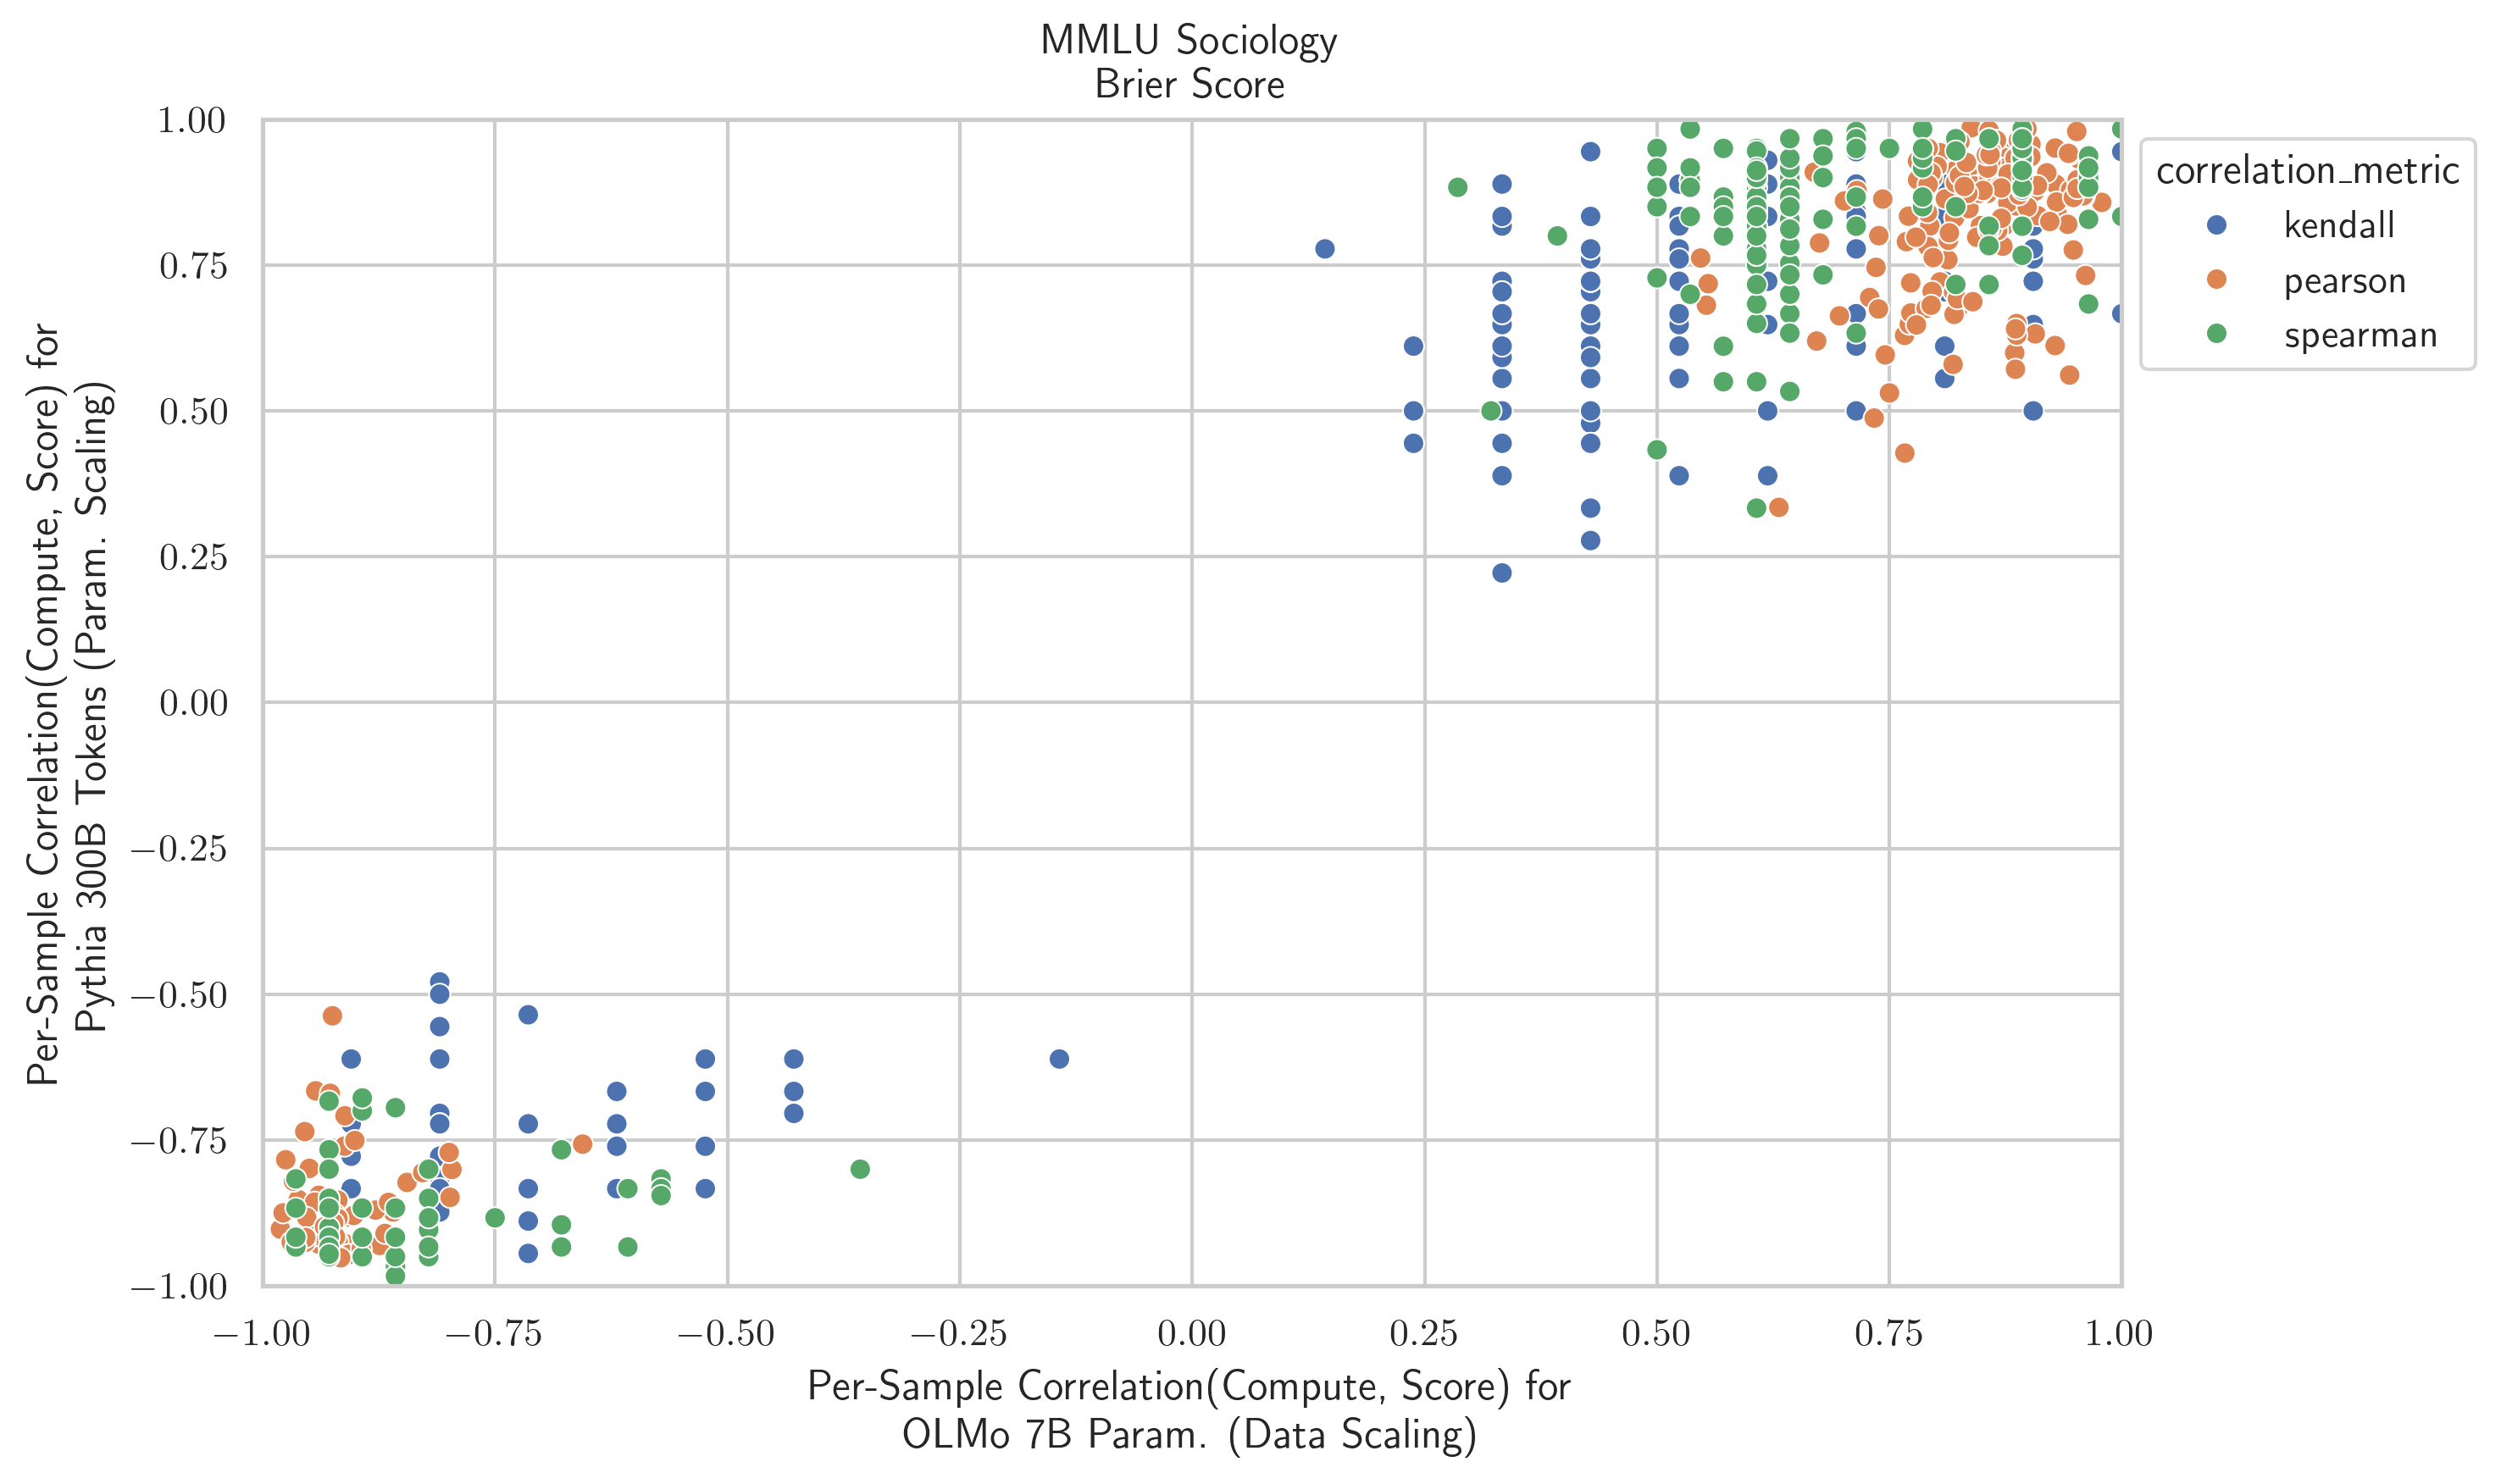 MMLU Sociology
Brier Score
Per-Sample Correlation(Compute, Score) for
Pythia 300B Tokens (Param. Scaling)
1.00
0.75
0.50
0.25
0.00
−0.25
−0.50
−0.75
−1.00
−1.00
−0.75
−0.50
−0.25
0.00
0.25
0.50
0.75
1.00
Per-Sample Correlation(Compute, Score) for
OLMo 7B Param. (Data Scaling)
correlation_metric
kendall
pearson
spearman